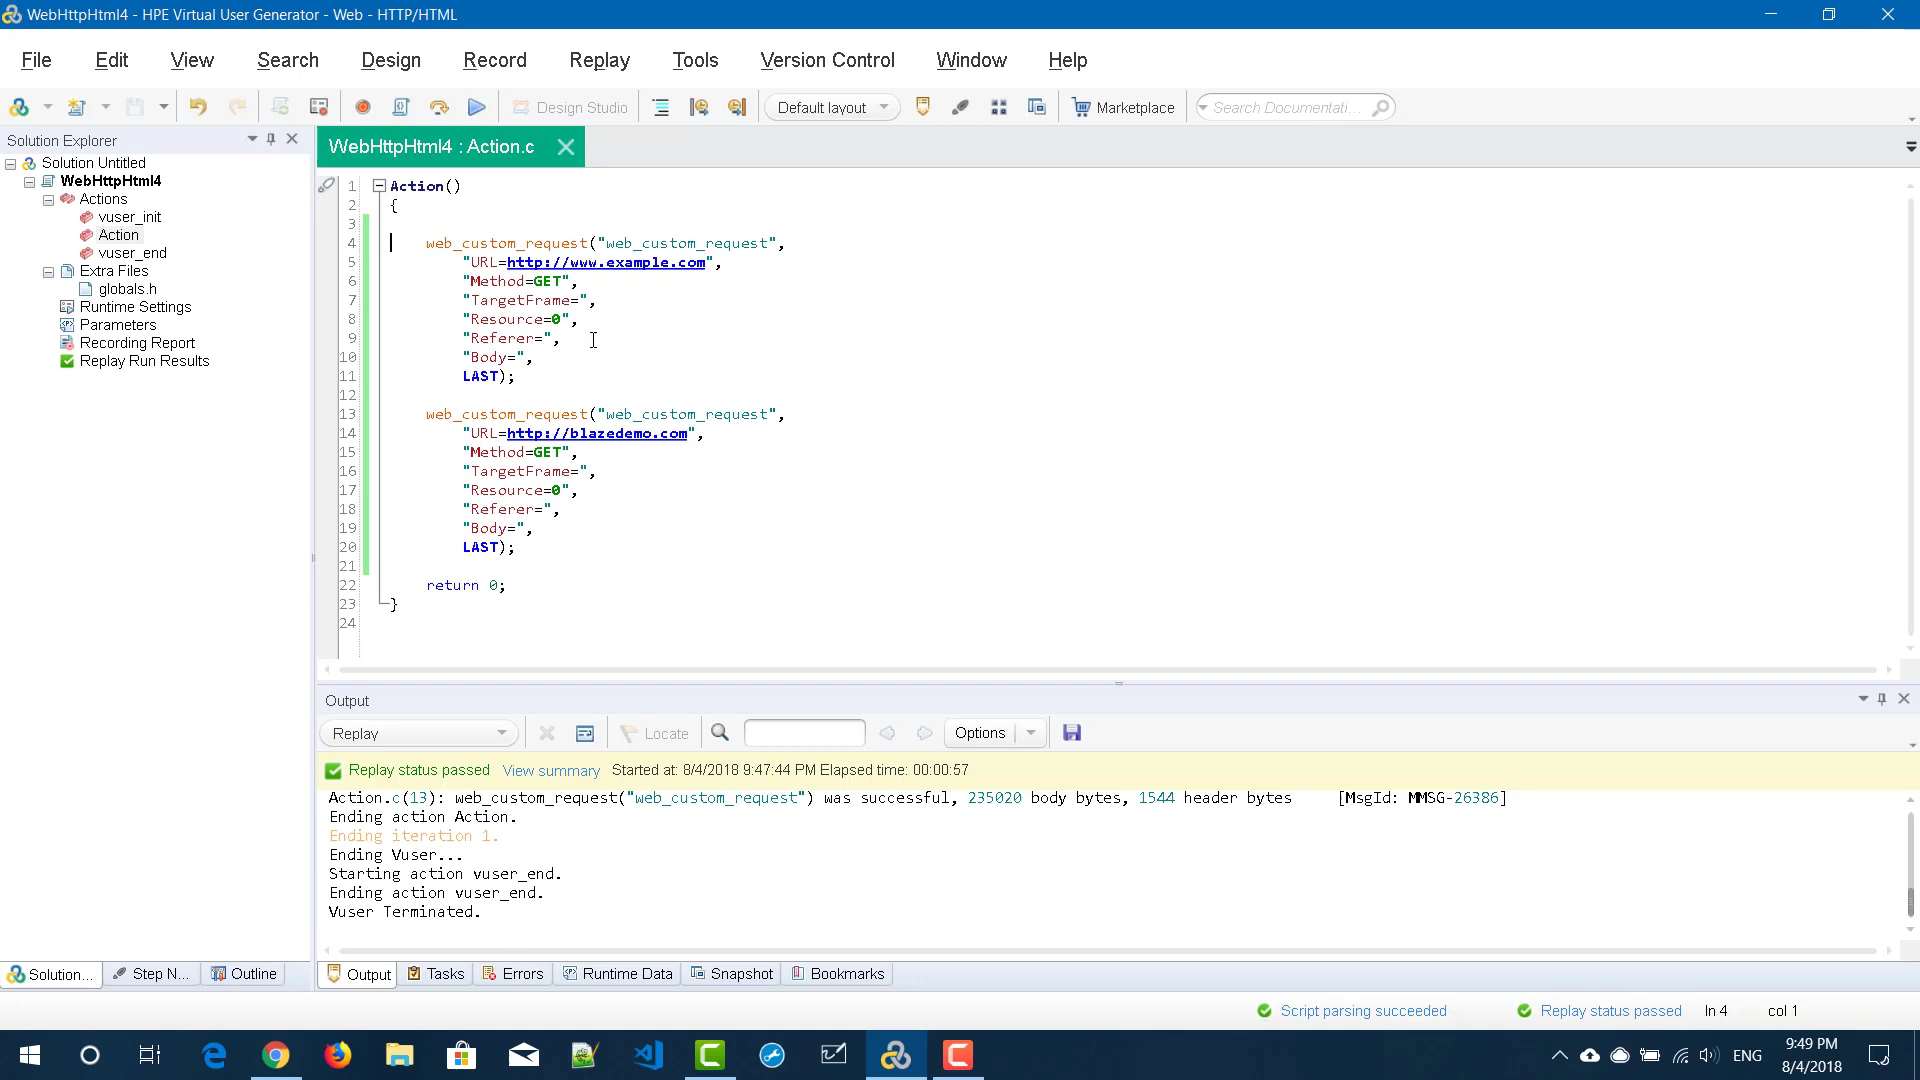 WebHttpHtml4 - HPE Virtual User Generator - Web - HTTP/HTML
File Edit View Search Design Record Replay Tools Version Control Window Help
Design Studio Default layout Marketplace Search Documentati...
Solution Explorer
Solution Untitled
WebHttpHtml4
Actions
vuser_init
Action
vuser_end
Extra Files
globals.h
Runtime Settings
Parameters
Recording Report
Replay Run Results
Solution... Step N... Outline
WebHttpHtml4 : Action.c
1 Action()
2 {
3
4 web_custom_request("web_custom_request",
5 "URL=http://www.example.com",
6 "Method=GET",
7 "TargetFrame=",
8 "Resource=0",
9 "Referer=",
10 "Body=",
11 LAST);
12
13 web_custom_request("web_custom_request",
14 "URL=http://blazedemo.com",
15 "Method=GET",
16 "TargetFrame=",
17 "Resource=0",
18 "Referer=",
19 "Body=",
20 LAST);
21
22 return 0;
23 }
24
Output
Replay Locate Options
Replay status passed View summary Started at: 8/4/2018 9:47:44 PM Elapsed time: 00:00:57
Action.c(13): web_custom_request("web_custom_request") was successful, 235020 body bytes, 1544 header bytes [MsgId: MMSG-26386]
Ending action Action.
Ending iteration 1.
Ending Vuser...
Starting action vuser_end.
Ending action vuser_end.
Vuser Terminated.
Output Tasks Errors Runtime Data Snapshot Bookmarks
Script parsing succeeded Replay status passed ln 4 col 1
ENG
9:49 PM
8/4/2018